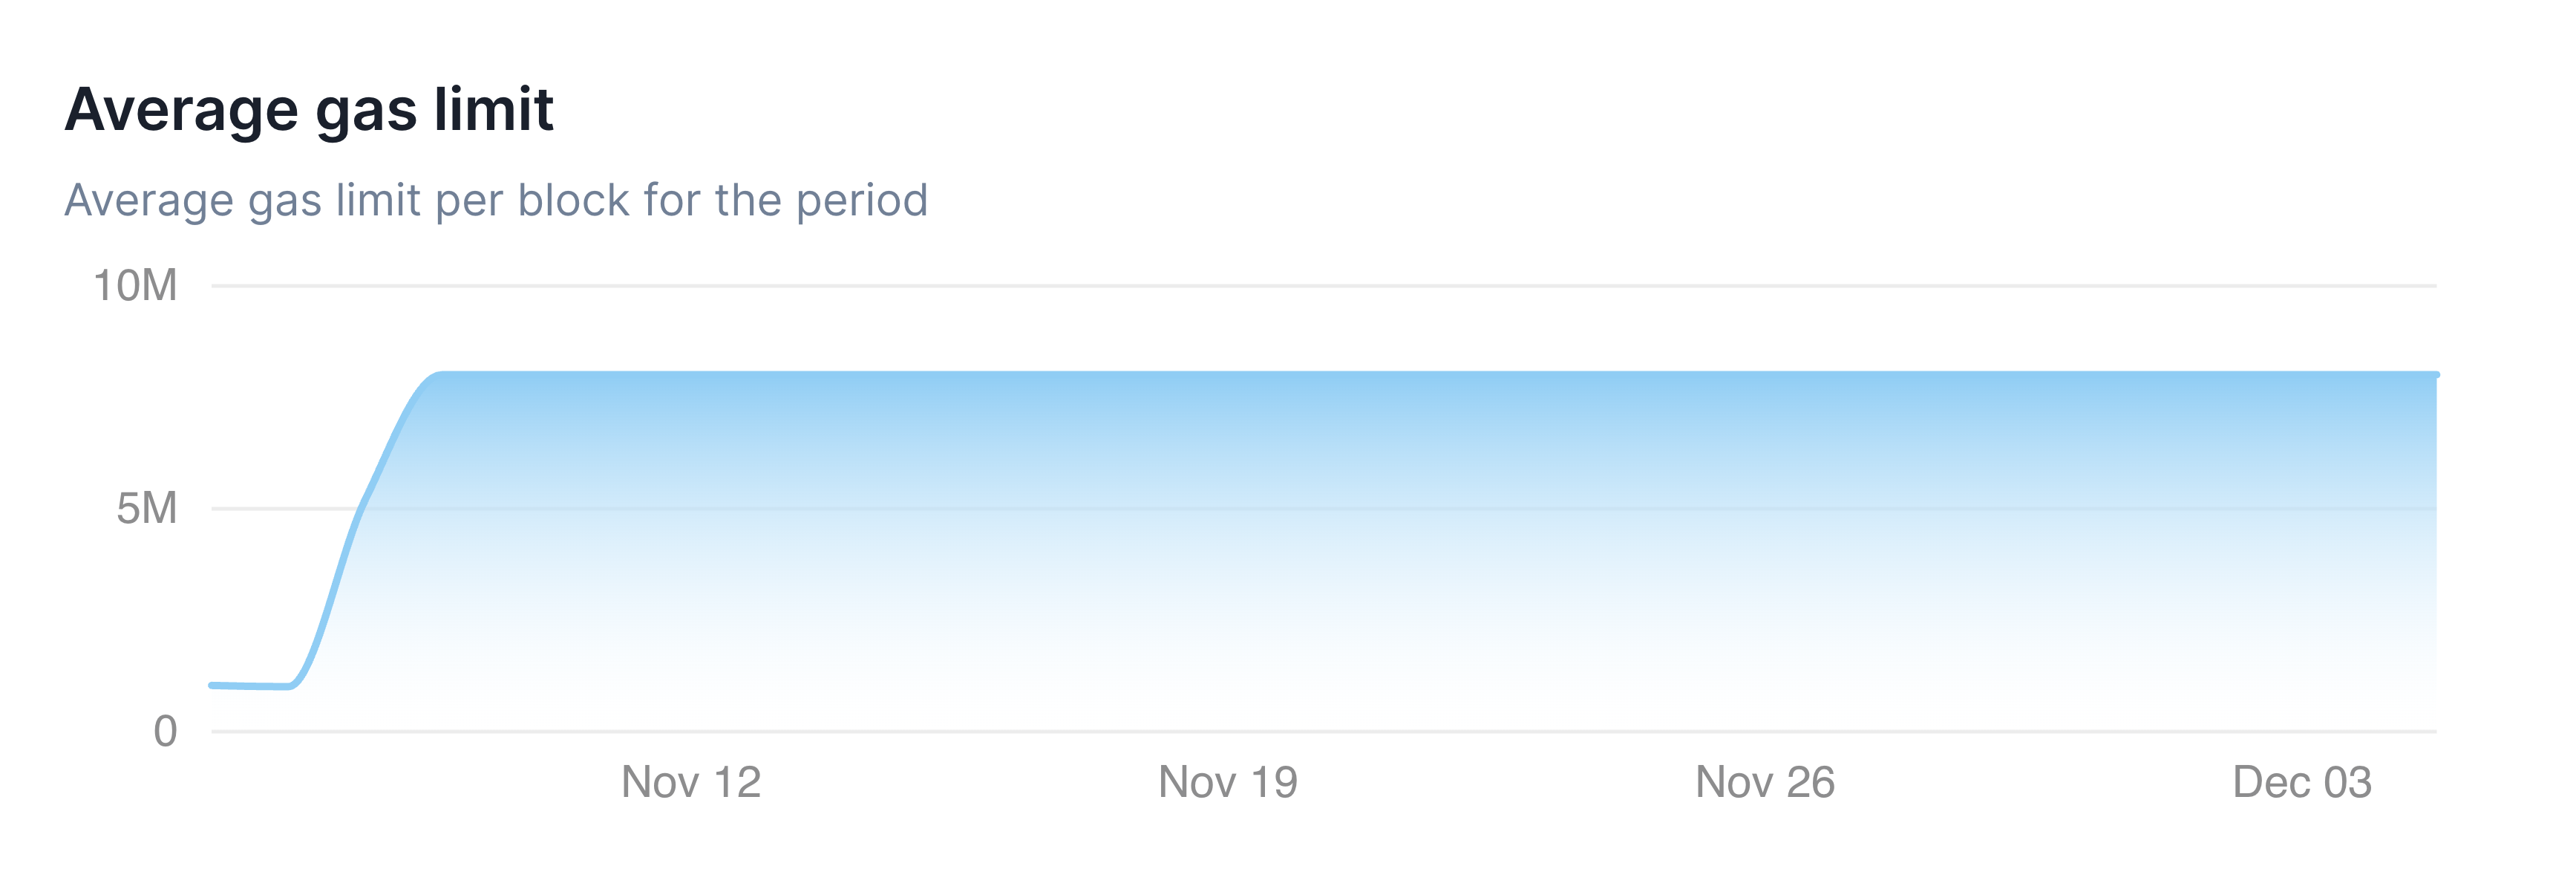 Average gas limit
Average gas limit per block for the period
10M
5M
0
Nov 12 Nov 19 Nov 26 Dec 03